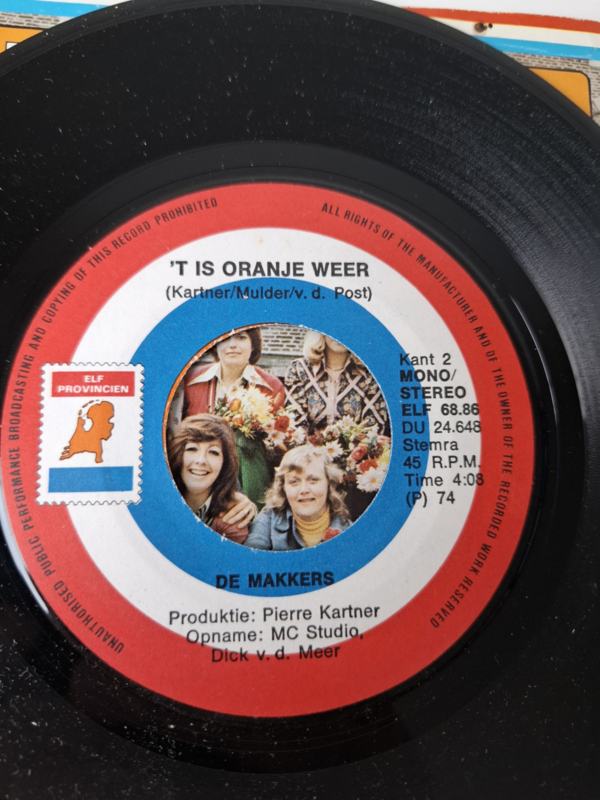 'T IS ORANJE WEER
(Kartner/Mulder/v. d. Post)
ELF
PROVINCIEN
Kant 2
MONO/
STEREO
ELF 68.86
DU 24.648
Stemra
45 R.P.M.
Time 4:08
(P) 74
DE MAKKERS
Produktie: Pierre Kartner
Opname: MC Studio,
Dick v. d. Meer
ALL RIGHTS OF THE MANUFACTURER AND OF THE OWNER OF THE RECORDED WORK RESERVED
UNAUTHORISED PUBLIC PERFORMANCE BROADCASTING AND COPYING OF THIS RECORD PROHIBITED